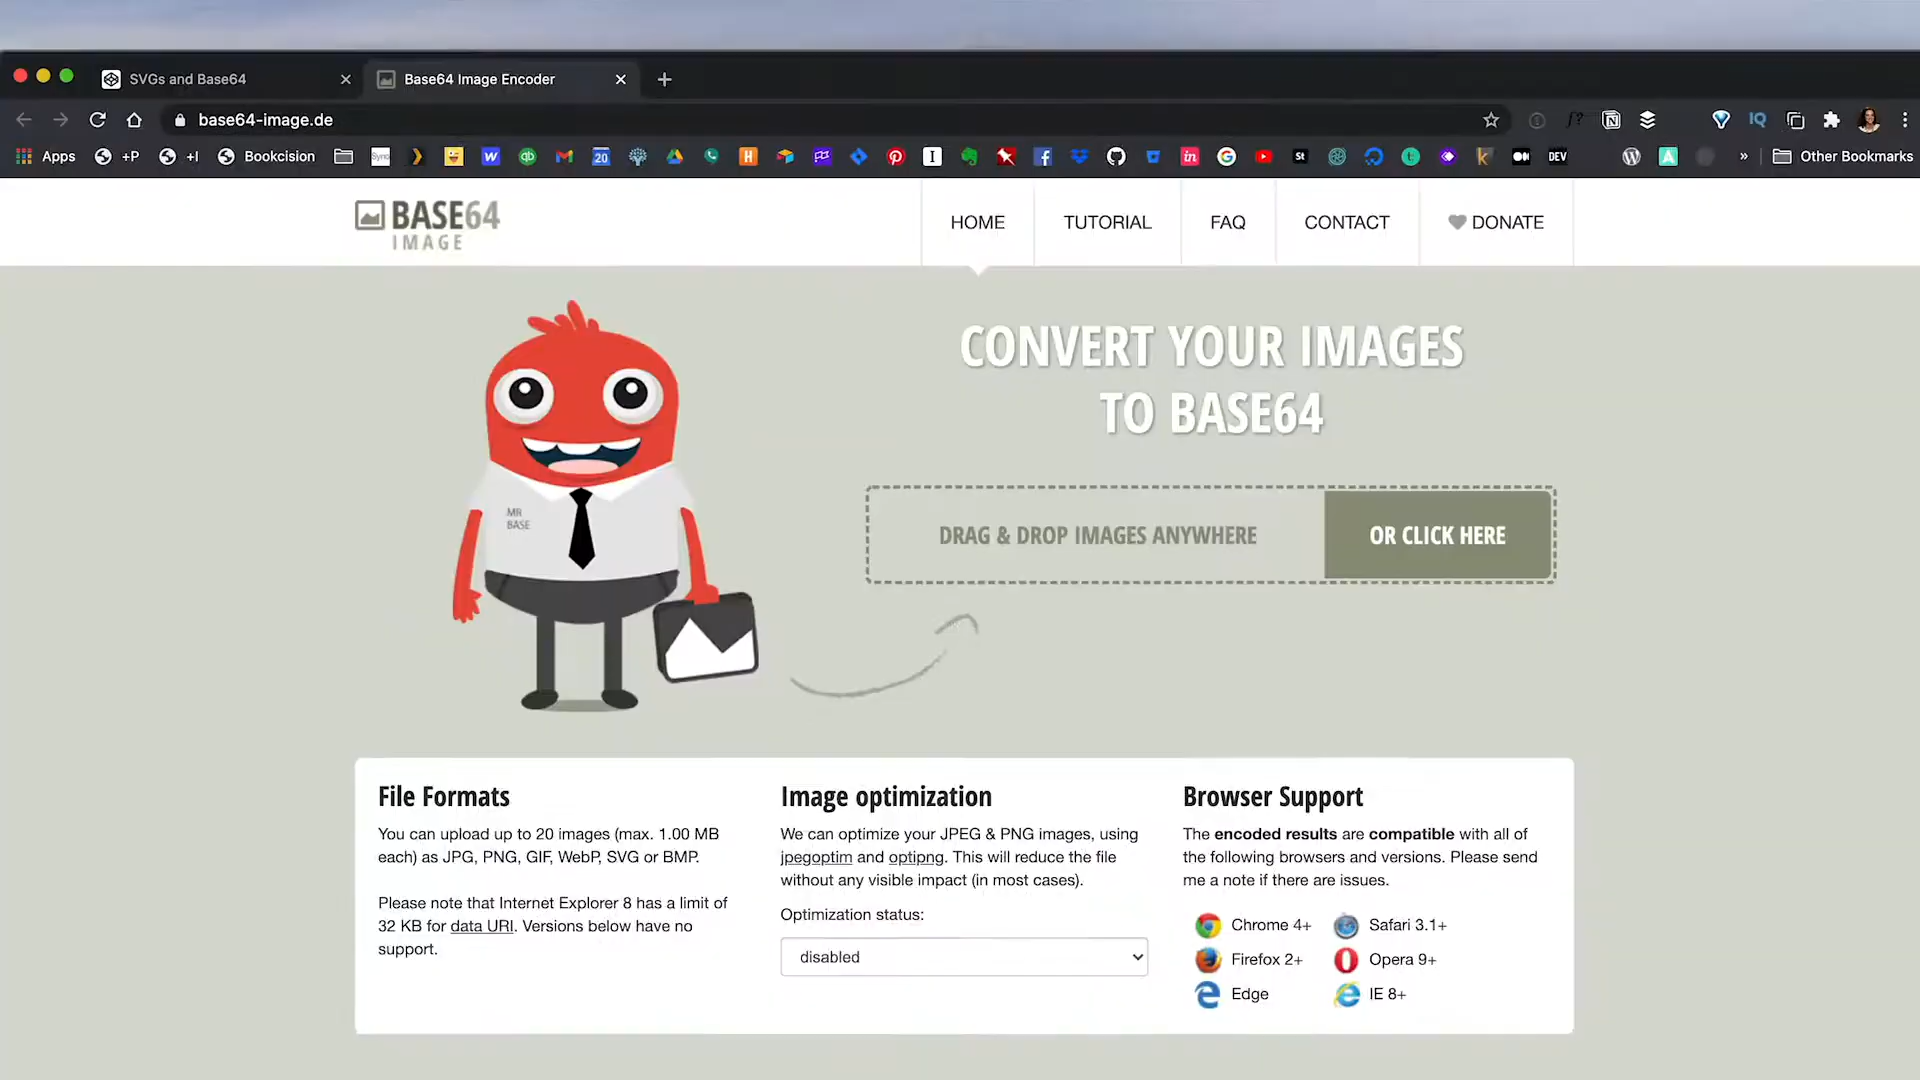 SVGs and Base64
Base64 Image Encoder
base64-image.de
Apps
+P
+I
Bookcision
Other Bookmarks
BASE64
IMAGE
HOME
TUTORIAL
FAQ
CONTACT
DONATE
CONVERT YOUR IMAGES
TO BASE64
MR
BASE
DRAG & DROP IMAGES ANYWHERE
OR CLICK HERE
File Formats
You can upload up to 20 images (max. 1.00 MB
each) as JPG, PNG, GIF, WebP, SVG or BMP.
Please note that Internet Explorer 8 has a limit of
32 KB for data URI. Versions below have no
support.
Image optimization
We can optimize your JPEG & PNG images, using
jpegoptim and optipng. This will reduce the file
without any visible impact (in most cases).
Optimization status:
disabled
Browser Support
The encoded results are compatible with all of
the following browsers and versions. Please send
me a note if there are issues.
Chrome 4+
Safari 3.1+
Firefox 2+
Opera 9+
Edge
IE 8+